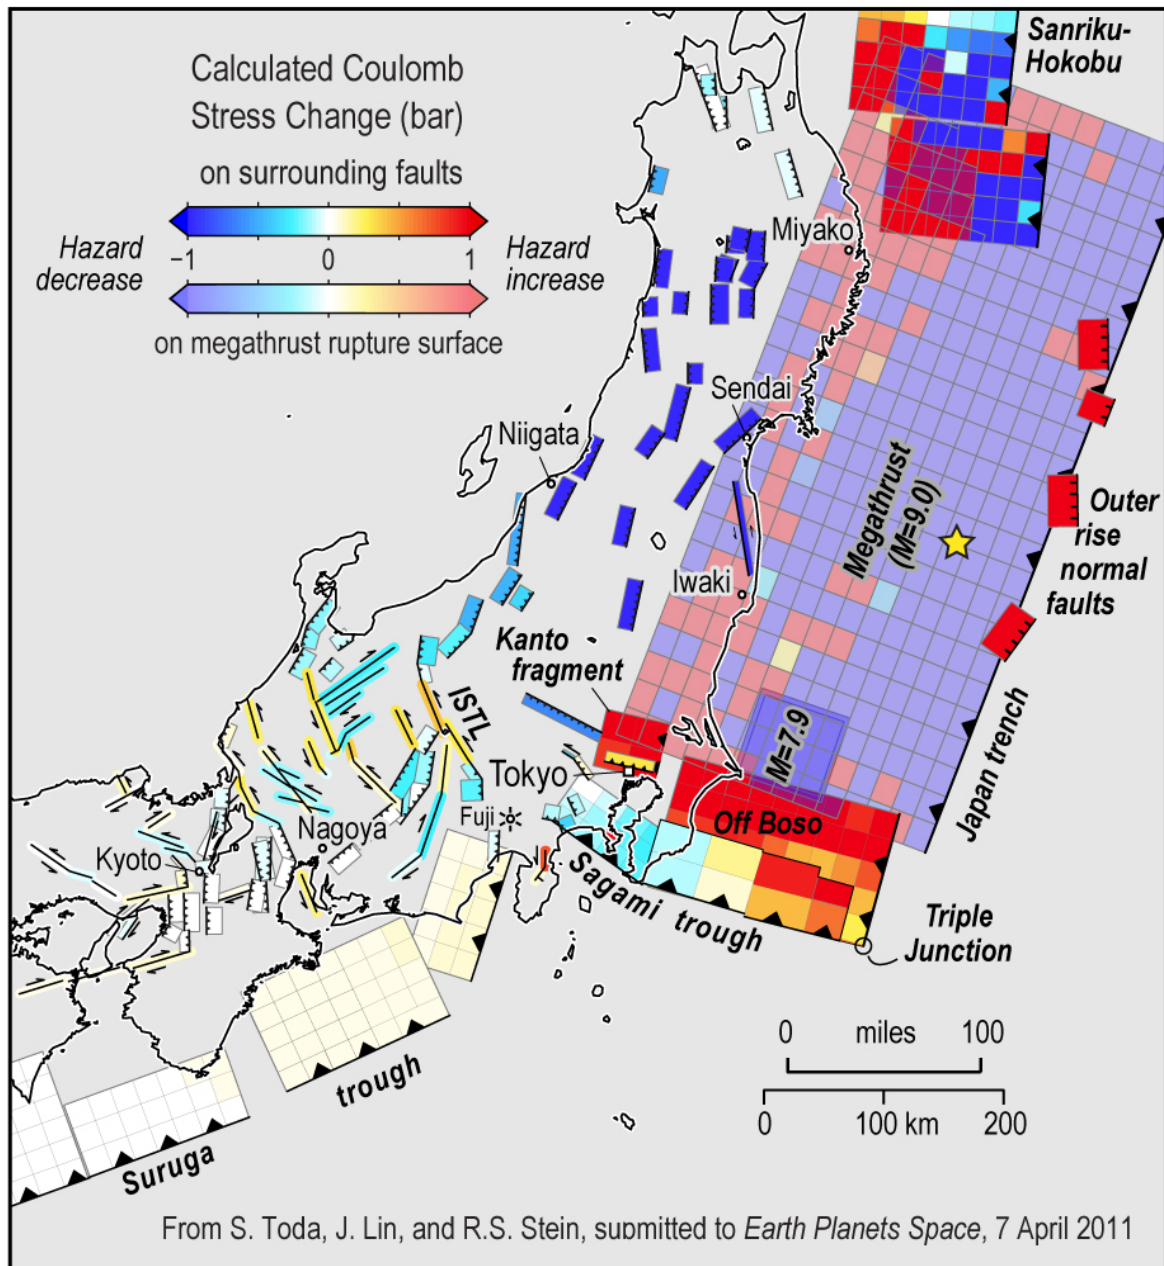 Calculated Coulomb
Stress Change (bar)
on surrounding faults
Hazard
decrease
−1
0
1
Hazard
increase
on megathrust rupture surface
Sanriku-
Hokobu
Miyako
Sendai
Niigata
Megathrust
(M=9.0)
Outer
rise
normal
faults
Iwaki
Kanto
fragment
ISTL
M=7.9
Japan trench
Tokyo
Fuji
Nagoya
Kyoto
Off Boso
Sagami trough
Triple
Junction
0 miles 100
0 100 km 200
Suruga trough
From S. Toda, J. Lin, and R.S. Stein, submitted to Earth Planets Space, 7 April 2011